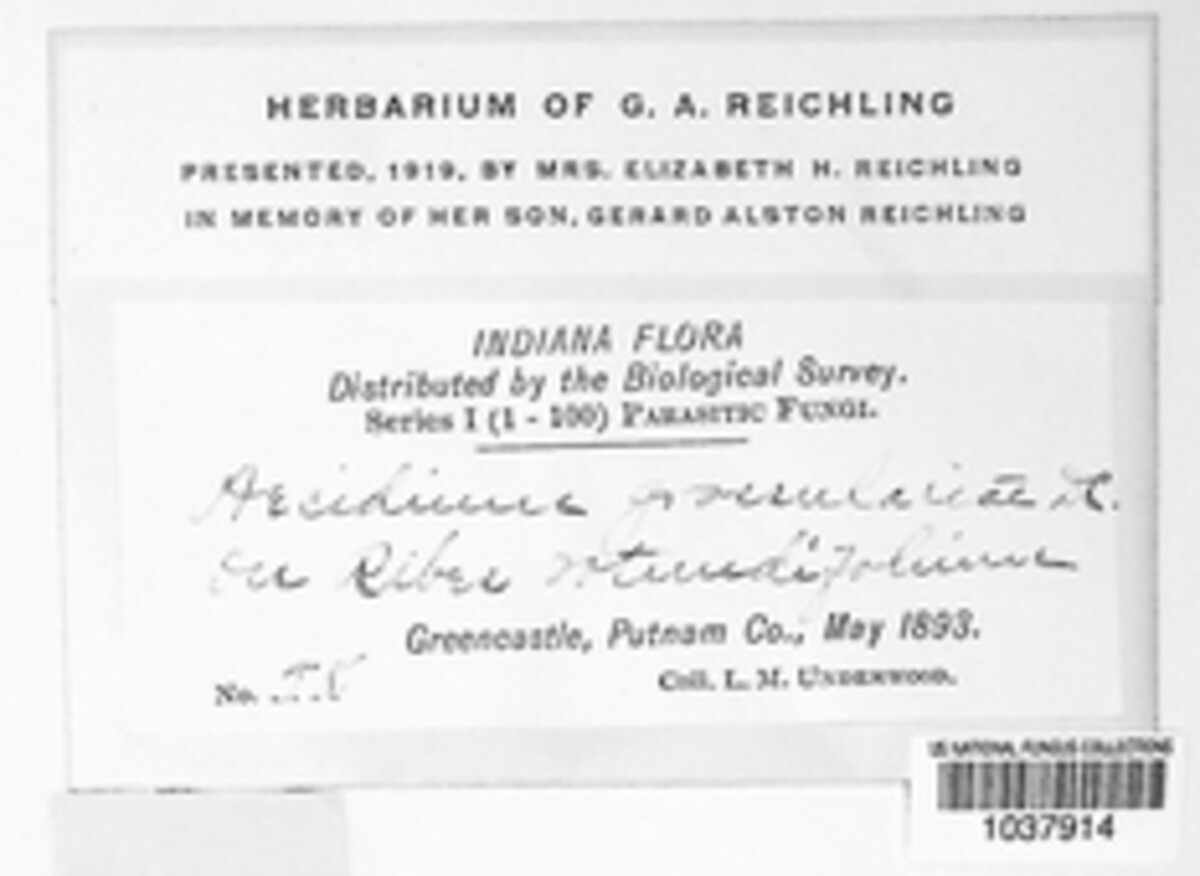 HERBARIUM OF G. A. REICHLING
PRESENTED, 1919, BY MRS. ELIZABETH H. REICHLING
IN MEMORY OF HER SON, GERARD ALSTON REICHLING
INDIANA FLORA
Distributed by the Biological Survey.
Series I (1 - 100) PARASITIC FUNGI.
Aecidium grossulariae DC.
on Ribes rotundifolium
Greencastle, Putnam Co., May 1893.
No.
Coll. L. M. UNDERWOOD.
US NATIONAL FUNGUS COLLECTIONS
1037914